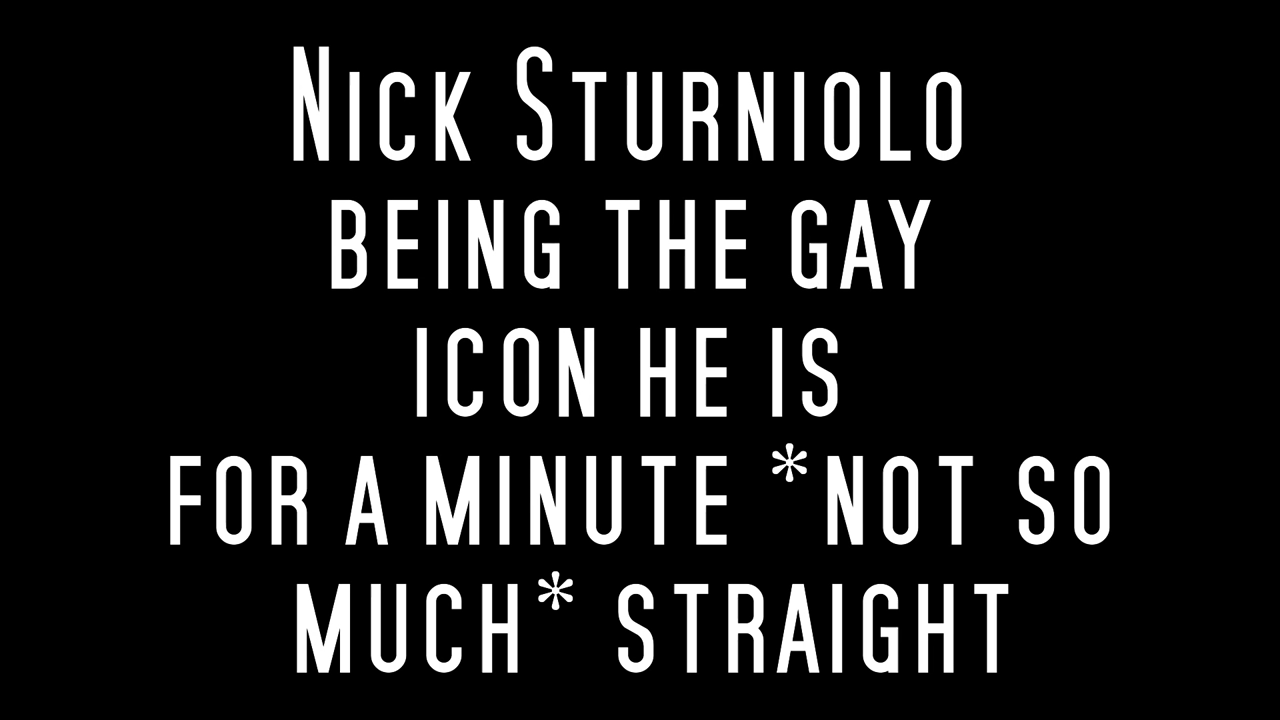 Nick Sturniolo
being the gay
icon he is
for a minute *not so
much* straight